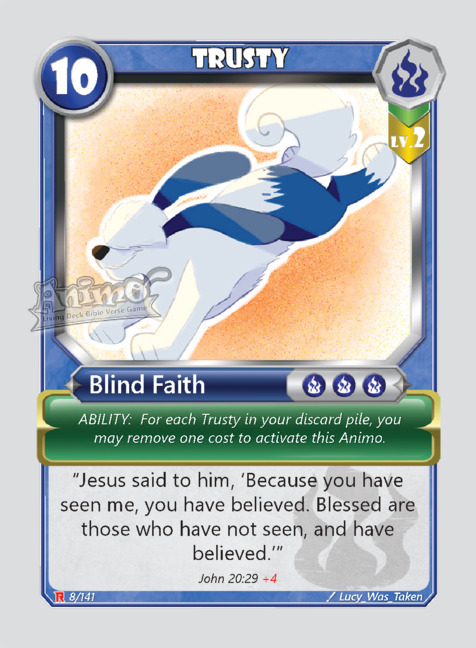 TRUSTY
10
LV.2
Animo
Living Deck Bible Verse Game
Blind Faith
ABILITY: For each Trusty in your discard pile, you
may remove one cost to activate this Animo.
“Jesus said to him, ‘Because you have
seen me, you have believed. Blessed are
those who have not seen, and have
believed.’”
John 20:29 +4
R 8/141
Lucy_Was_Taken